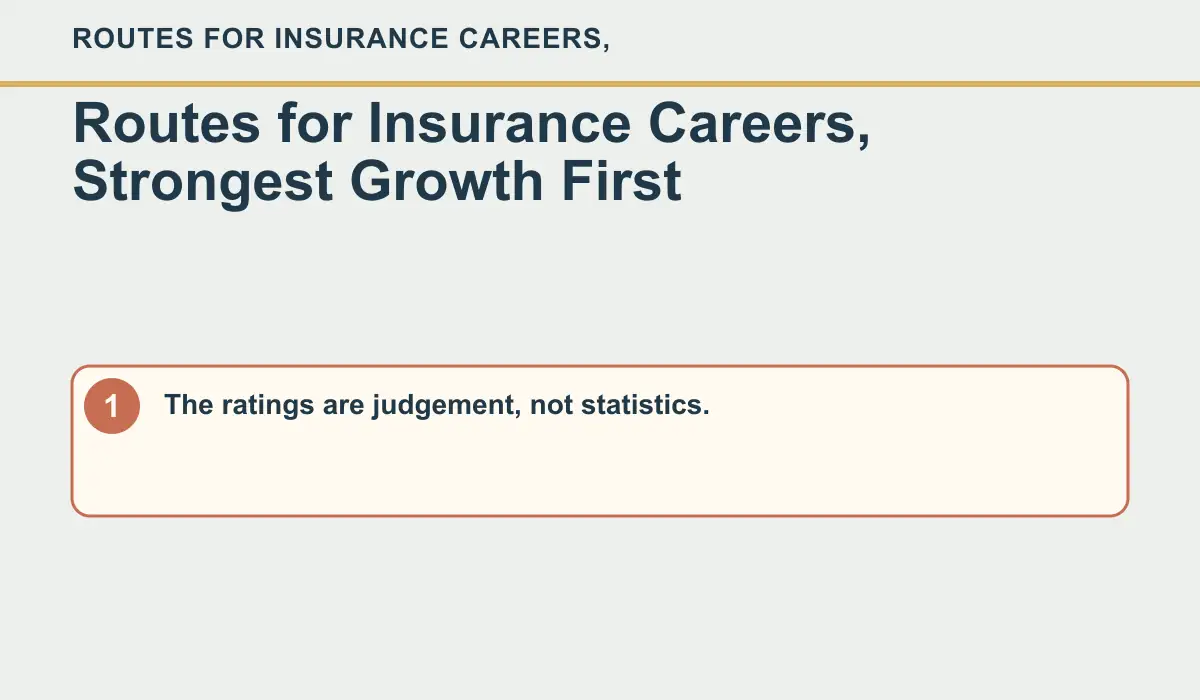 ROUTES FOR INSURANCE CAREERS,
Routes for Insurance Careers,
Strongest Growth First
1 The ratings are judgement, not statistics.